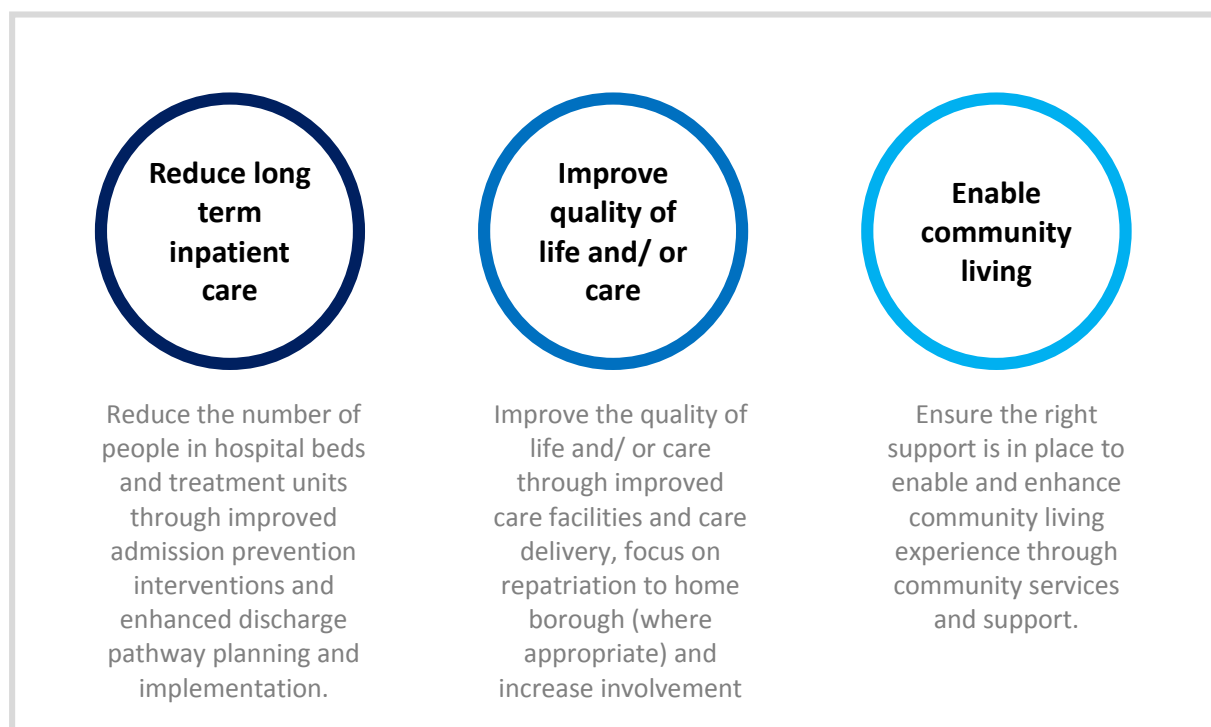 Reduce long
term
inpatient
care
Improve
quality of
life and/ or
care
Enable
community
living
Reduce the number of
people in hospital beds
and treatment units
through improved
admission prevention
interventions and
enhanced discharge
pathway planning and
implementation.
Improve the quality of
life and/ or care
through improved
care facilities and care
delivery, focus on
repatriation to home
borough (where
appropriate) and
increase involvement
Ensure the right
support is in place to
enable and enhance
community living
experience through
community services
and support.